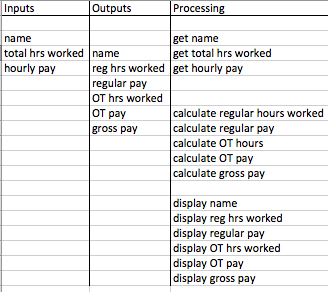 Inputs Outputs Processing
name get name
total hrs worked name get total hrs worked
hourly pay reg hrs worked get hourly pay
regular pay
OT hrs worked
OT pay calculate regular hours worked
gross pay calculate regular pay
calculate OT hours
calculate OT pay
calculate gross pay
display name
display reg hrs worked
display regular pay
display OT hrs worked
display OT pay
display gross pay